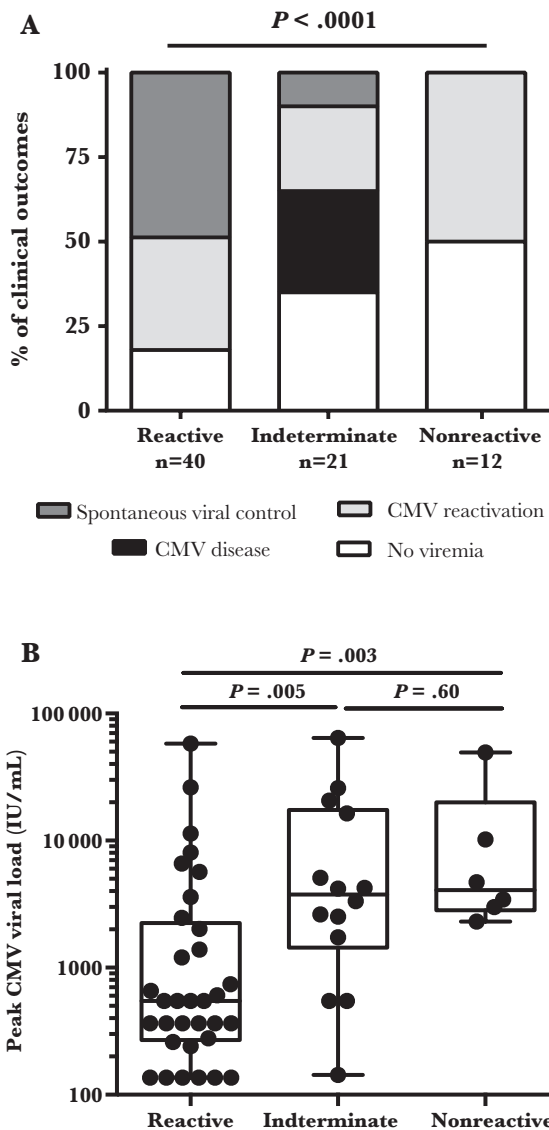 A
P < .0001
% of clinical outcomes
100
75
50
25
0
Reactive Indeterminate Nonreactive
n=40 n=21 n=12
Spontaneous viral control CMV reactivation
CMV disease No viremia
B
P = .003
P = .005 P = .60
Peak CMV viral load (IU/mL)
100 000
10 000
1000
100
Reactive Indterminate Nonreactive